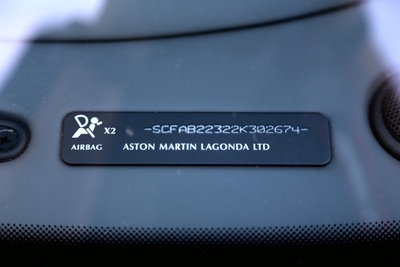 X2 -SCFAB22322K302674-
AIRBAG ASTON MARTIN LAGONDA LTD